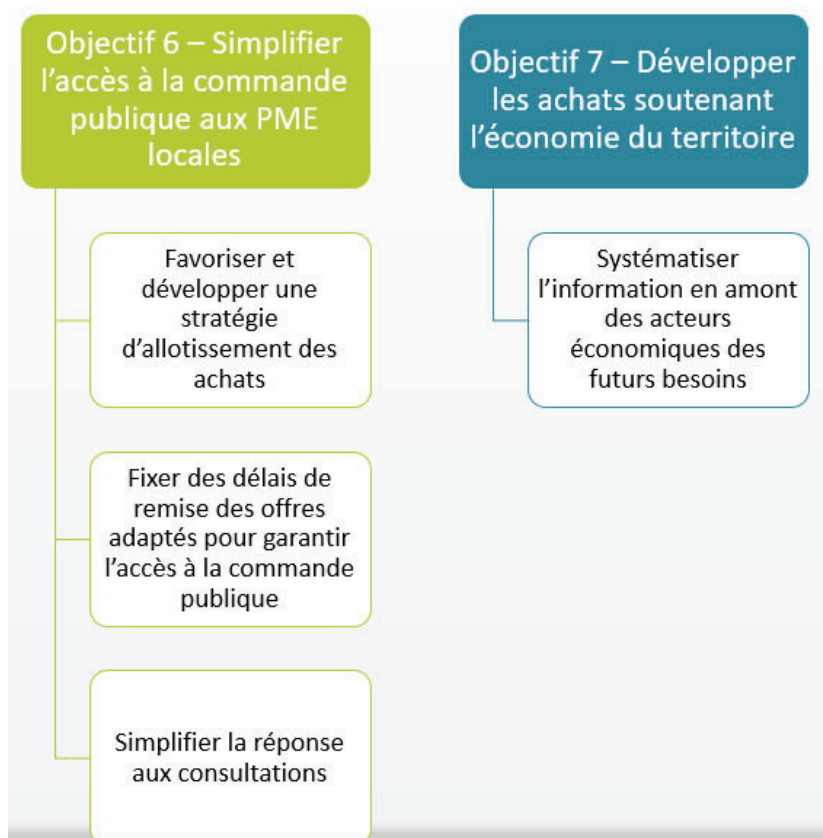 Objectif 6 – Simplifier
l’accès à la commande
publique aux PME
locales
Favoriser et
développer une
stratégie
d’allotissement des
achats
Fixer des délais de
remise des offres
adaptés pour garantir
l’accès à la commande
publique
Simplifier la réponse
aux consultations
Objectif 7 – Développer
les achats soutenant
l’économie du territoire
Systématiser
l’information en amont
des acteurs
économiques des
futurs besoins